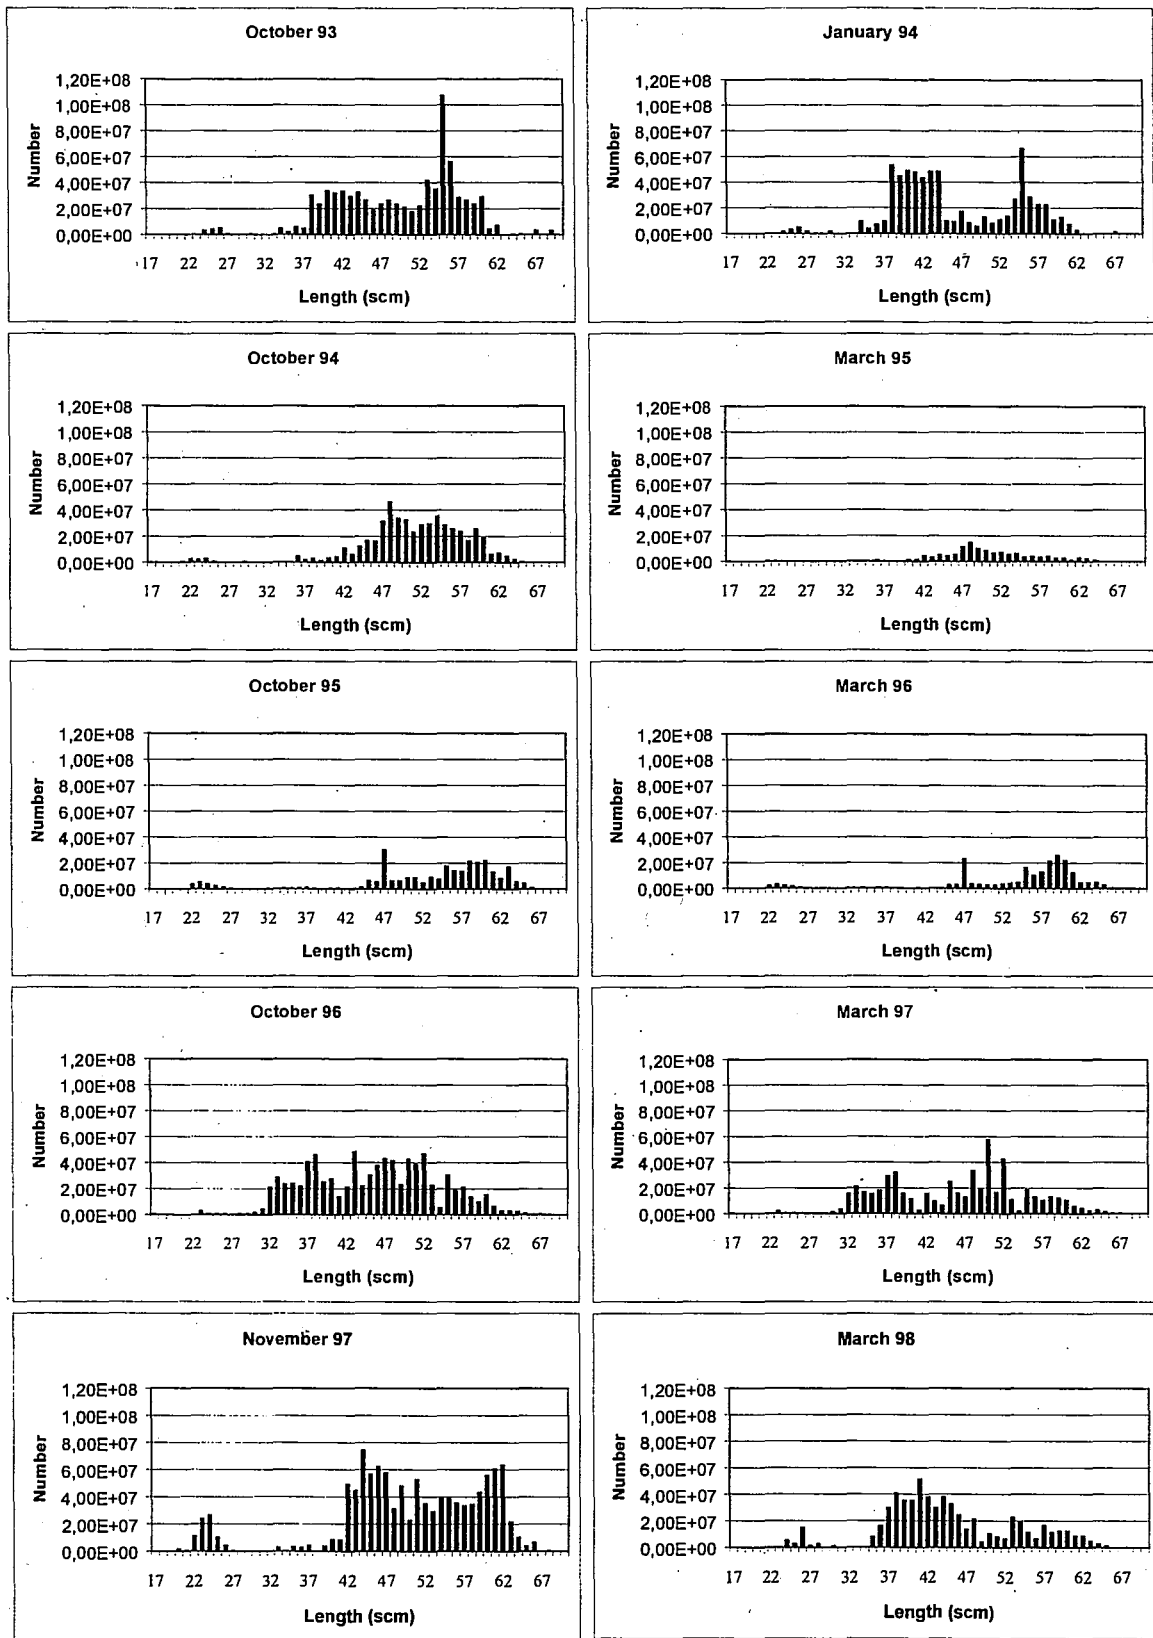 October 93
1,20E+08
1,00E+08
8,00E+07
6,00E+07
4,00E+07
2,00E+07
0,00E+00
Number
17 22 27 32 37 42 47 52 57 62 67
Length (scm)
January 94
1,20E+08
1,00E+08
8,00E+07
6,00E+07
4,00E+07
2,00E+07
0,00E+00
Number
17 22 27 32 37 42 47 52 57 62 67
Length (scm)
October 94
1,20E+08
1,00E+08
8,00E+07
6,00E+07
4,00E+07
2,00E+07
0,00E+00
Number
17 22 27 32 37 42 47 52 57 62 67
Length (scm)
March 95
1,20E+08
1,00E+08
8,00E+07
6,00E+07
4,00E+07
2,00E+07
0,00E+00
Number
17 22 27 32 37 42 47 52 57 62 67
Length (scm)
October 95
1,20E+08
1,00E+08
8,00E+07
6,00E+07
4,00E+07
2,00E+07
0,00E+00
Number
17 22 27 32 37 42 47 52 57 62 67
Length (scm)
March 96
1,20E+08
1,00E+08
8,00E+07
6,00E+07
4,00E+07
2,00E+07
0,00E+00
Number
17 22 27 32 37 42 47 52 57 62 67
Length (scm)
October 96
1,20E+08
1,00E+08
8,00E+07
6,00E+07
4,00E+07
2,00E+07
0,00E+00
Number
17 22 27 32 37 42 47 52 57 62 67
Length (scm)
March 97
1,20E+08
1,00E+08
8,00E+07
6,00E+07
4,00E+07
2,00E+07
0,00E+00
Number
17 22 27 32 37 42 47 52 57 62 67
Length (scm)
November 97
1,20E+08
1,00E+08
8,00E+07
6,00E+07
4,00E+07
2,00E+07
0,00E+00
Number
17 22 27 32 37 42 47 52 57 62 67
Length (scm)
March 98
1,20E+08
1,00E+08
8,00E+07
6,00E+07
4,00E+07
2,00E+07
0,00E+00
Number
17 22 27 32 37 42 47 52 57 62 67
Length (scm)